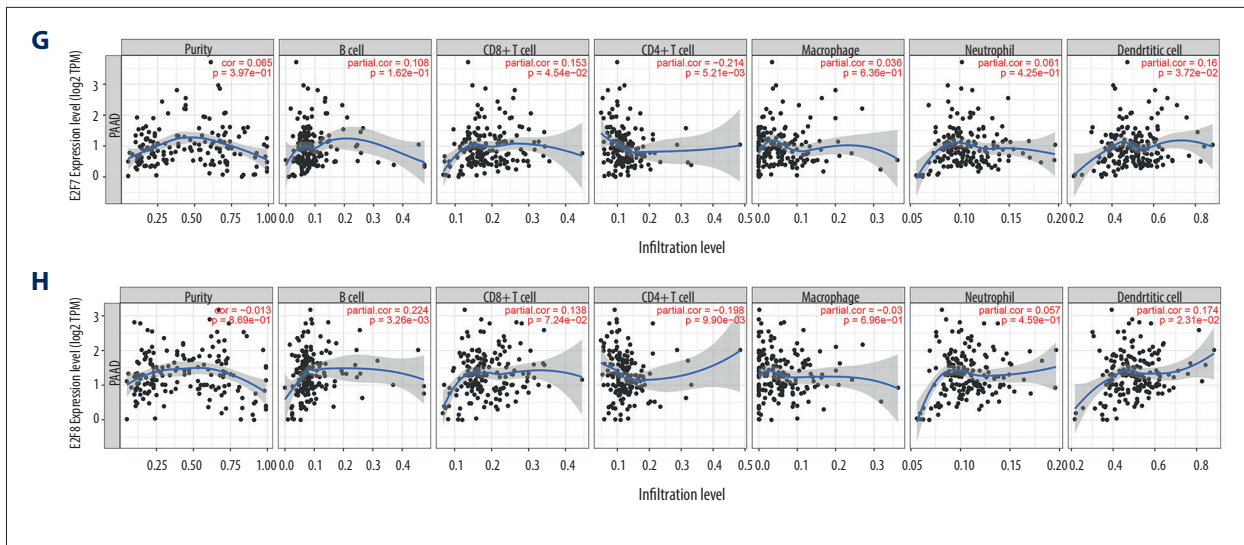 G
Purity B cell CD8+ T cell CD4+ T cell Macrophage Neutrophil Dendrtitic cell
cor = 0.065 partial.cor = 0.108 partial.cor = 0.153 partial.cor = −0.214 partial.cor = 0.036 partial.cor = 0.061 partial.cor = 0.16
p = 3.97e−01 p = 1.62e−01 p = 4.54e−02 p = 5.21e−03 p = 6.36e−01 p = 4.25e−01 p = 3.72e−02
E2F7 Expression level (log2 TPM)
PAAD
3
2
1
0
0.25 0.50 0.75 1.00 0.0 0.1 0.2 0.3 0.4 0.1 0.2 0.3 0.4 0.1 0.2 0.3 0.4 0.5 0.0 0.1 0.2 0.3 0.05 0.10 0.15 0.20 0.2 0.4 0.6 0.8
Infiltration level
H
Purity B cell CD8+ T cell CD4+ T cell Macrophage Neutrophil Dendrtitic cell
cor = −0.013 partial.cor = 0.224 partial.cor = 0.138 partial.cor = −0.198 partial.cor = −0.03 partial.cor = 0.057 partial.cor = 0.174
p = 8.69e−01 p = 3.26e−03 p = 7.24e−02 p = 9.90e−03 p = 6.96e−01 p = 4.59e−01 p = 2.31e−02
E2F8 Expression level (log2 TPM)
PAAD
3
2
1
0
0.25 0.50 0.75 1.00 0.0 0.1 0.2 0.3 0.4 0.1 0.2 0.3 0.4 0.1 0.2 0.3 0.4 0.5 0.0 0.1 0.2 0.3 0.05 0.10 0.15 0.20 0.2 0.4 0.6 0.8
Infiltration level